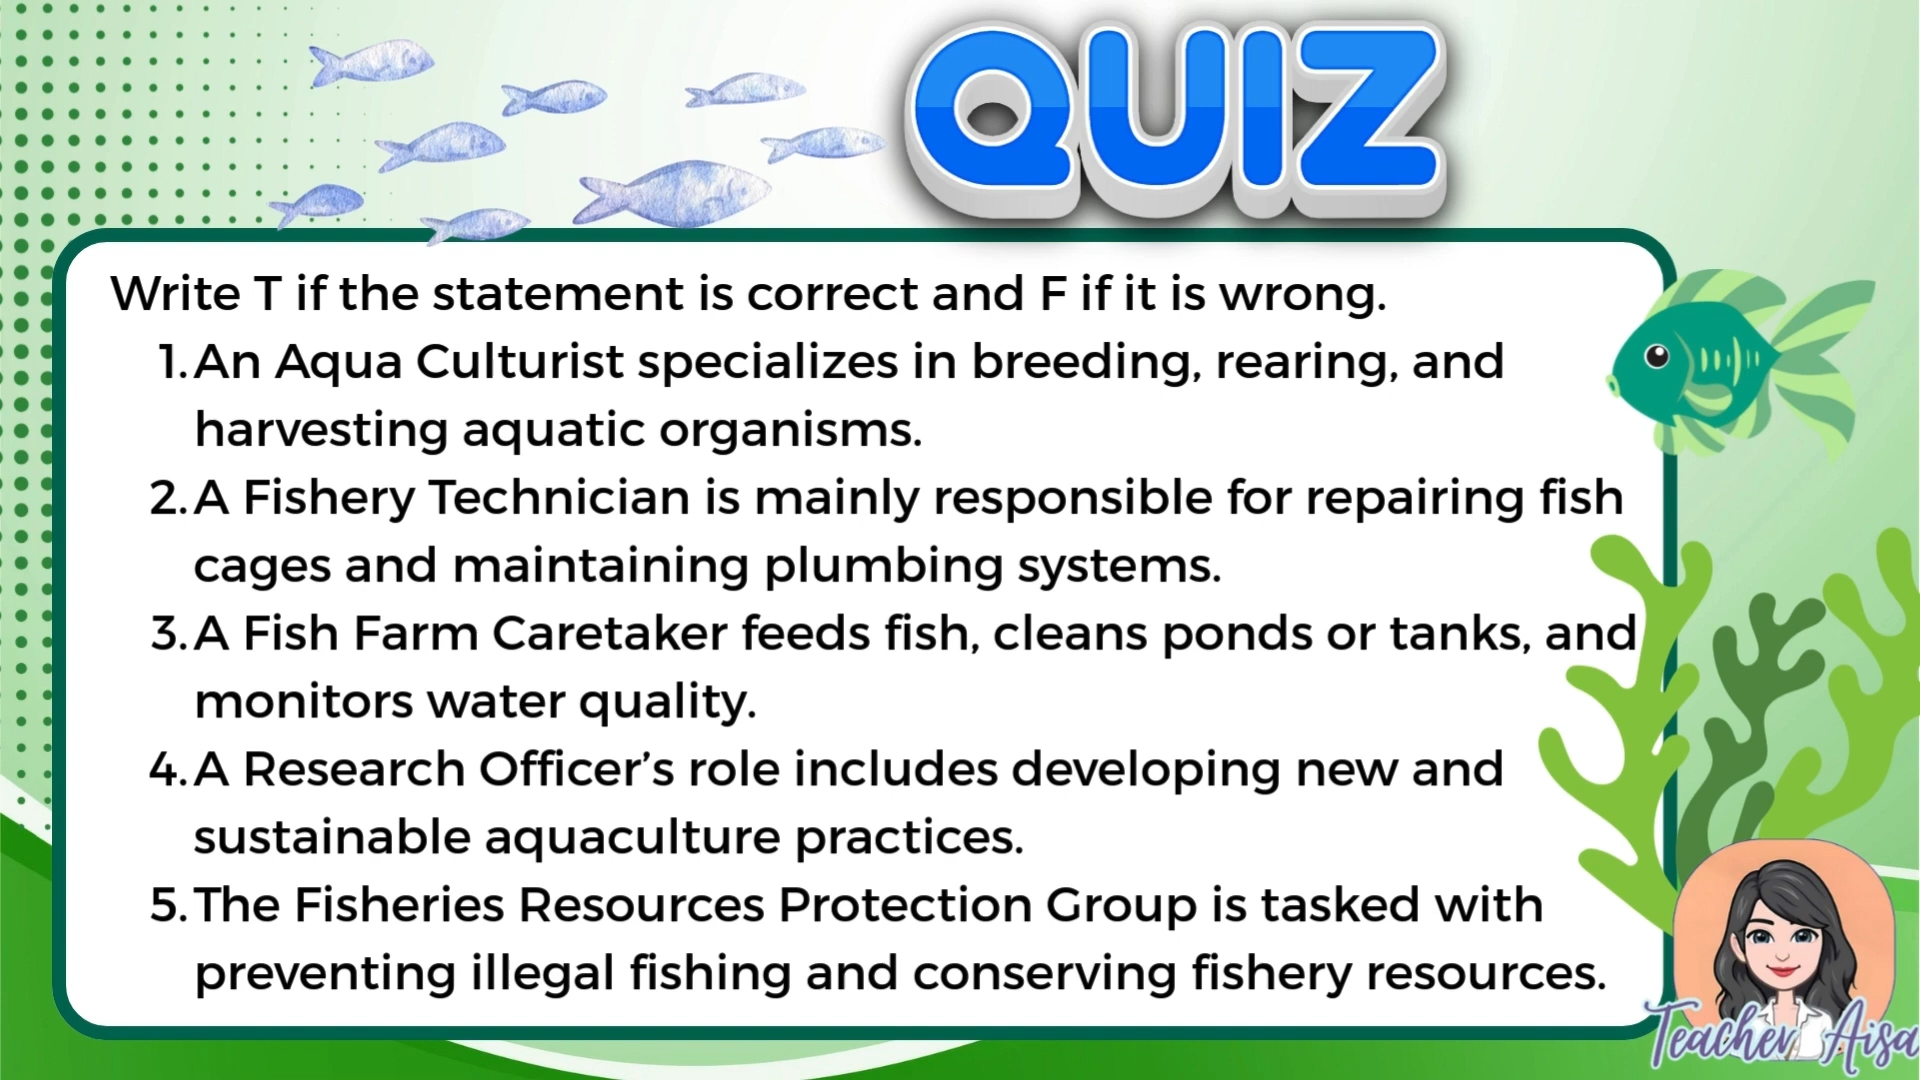 QUIZ
Write T if the statement is correct and F if it is wrong.
1. An Aqua Culturist specializes in breeding, rearing, and
harvesting aquatic organisms.
2. A Fishery Technician is mainly responsible for repairing fish
cages and maintaining plumbing systems.
3. A Fish Farm Caretaker feeds fish, cleans ponds or tanks, and
monitors water quality.
4. A Research Officer’s role includes developing new and
sustainable aquaculture practices.
5. The Fisheries Resources Protection Group is tasked with
preventing illegal fishing and conserving fishery resources.
Teacher Aisa